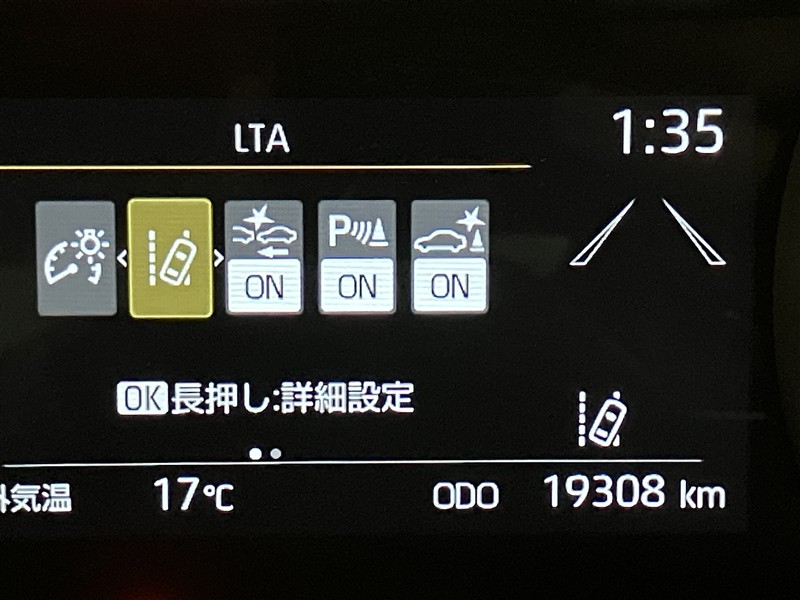 LTA
1:35
P
ON ON ON
OK長押し:詳細設定
外気温 17℃ ODO 19308 km